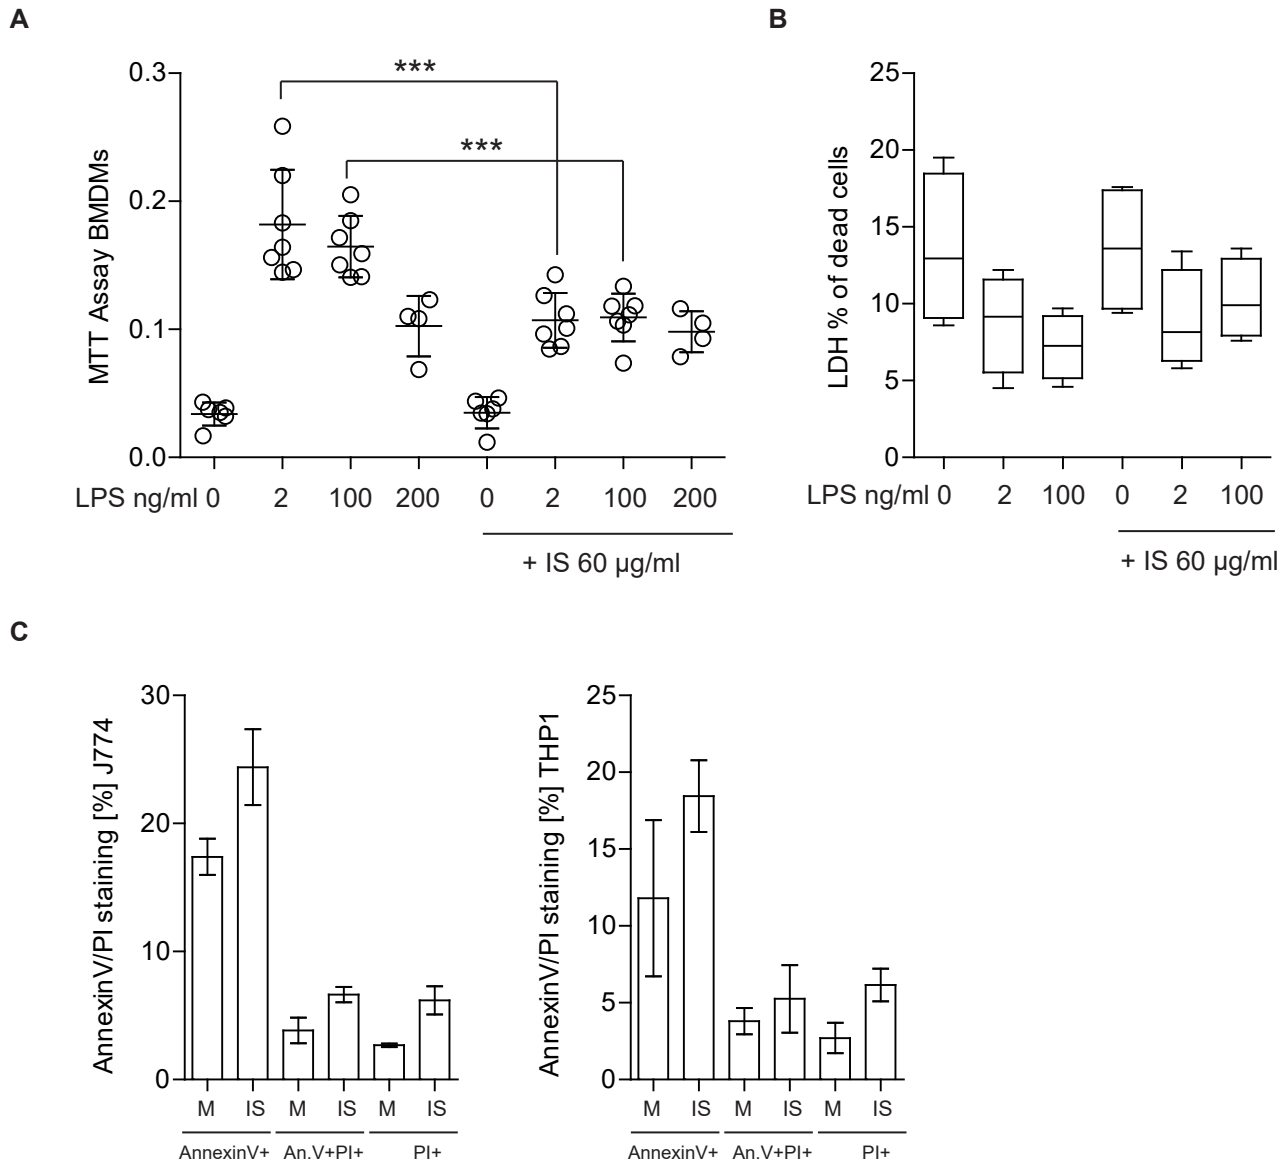 A
MTT Assay BMDMs
0.3
0.2
0.1
0.0
***
***
LPS ng/ml 0 2 100 200 0 2 100 200
+ IS 60 µg/ml
B
LDH % of dead cells
25
20
15
10
5
0
LPS ng/ml 0 2 100 0 2 100
+ IS 60 µg/ml
C
AnnexinV/PI staining [%] J774
30
20
10
0
M IS M IS M IS
AnnexinV+ An.V+PI+ PI+
AnnexinV/PI staining [%] THP1
25
20
15
10
5
0
M IS M IS M IS
AnnexinV+ An.V+PI+ PI+